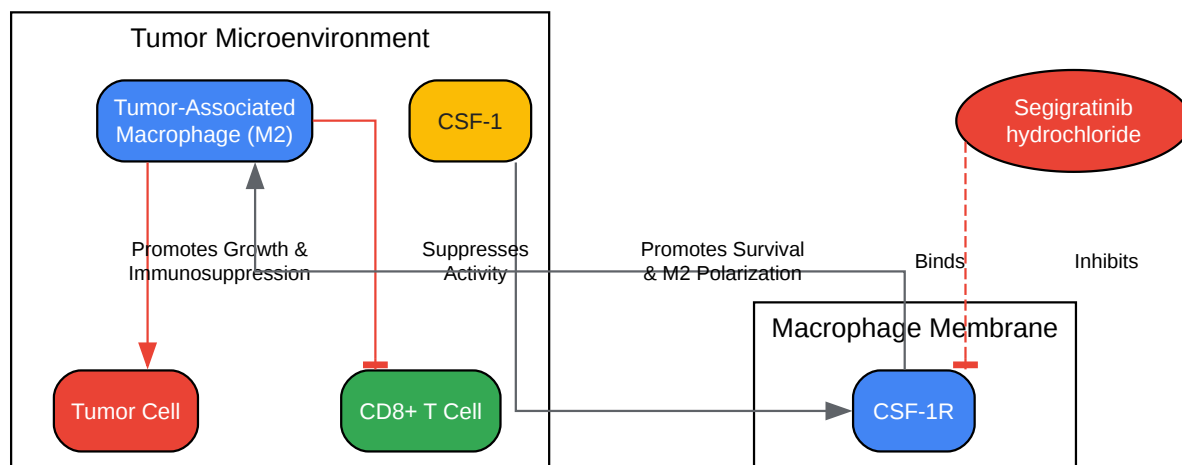 Tumor Microenvironment
Tumor-Associated
Macrophage (M2)
CSF-1
Segigratinib
hydrochloride
Promotes Growth &
Immunosuppression
Suppresses
Activity
Promotes Survival
& M2 Polarization
Binds
Inhibits
Macrophage Membrane
Tumor Cell
CD8+ T Cell
CSF-1R